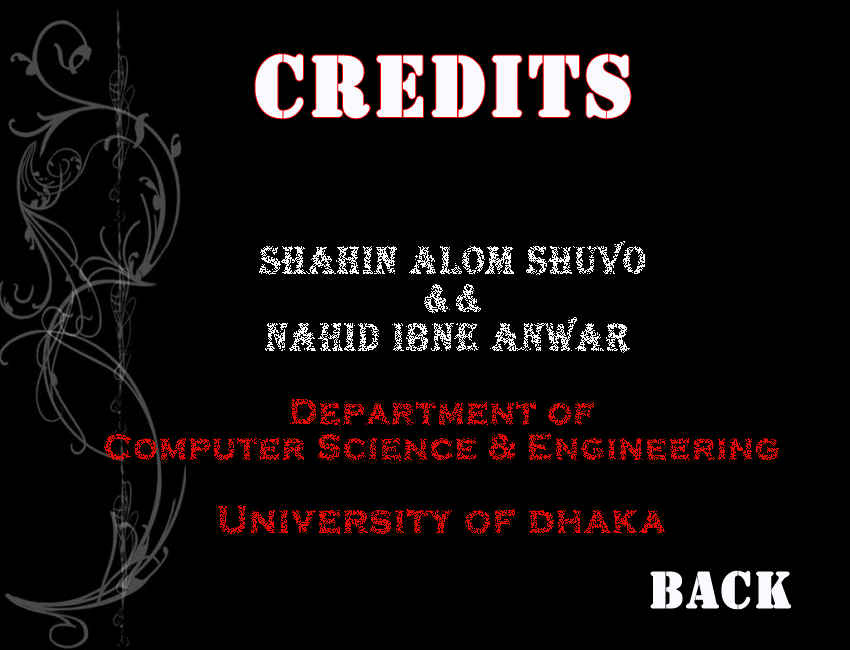 CREDITS
SHAHIN ALOM SHUVO
& &
NAHID IBNE ANWAR
DEPARTMENT OF
COMPUTER SCIENCE & ENGINEERING
UNIVERSITY OF DHAKA
BACK